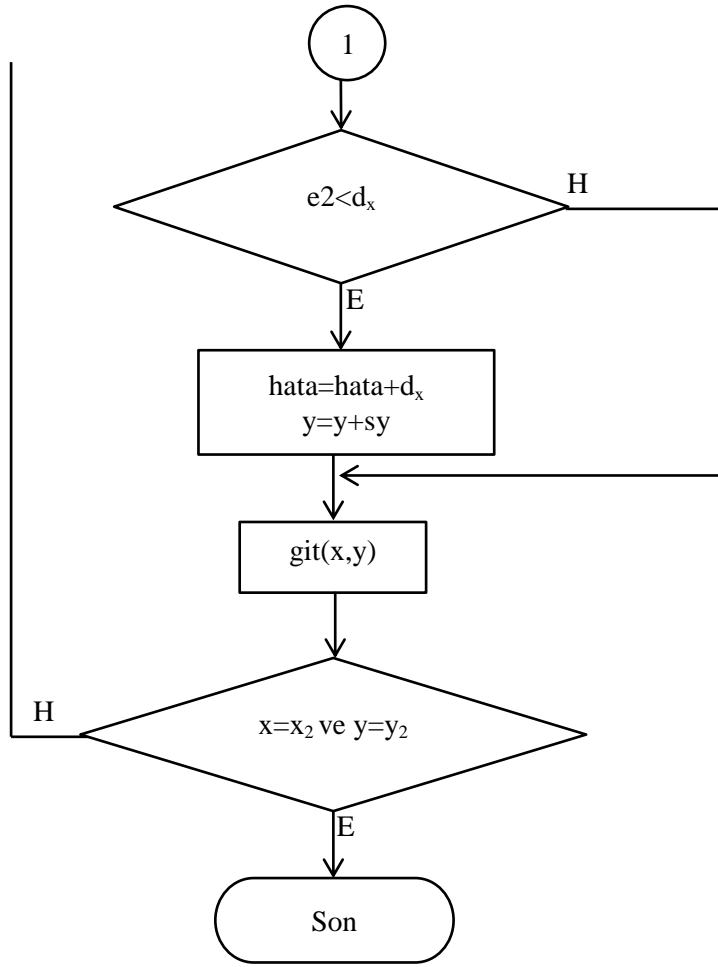 1
e2<dₓ
H
E
hata=hata+dₓ
y=y+sy
git(x,y)
H
x=x₂ ve y=y₂
E
Son